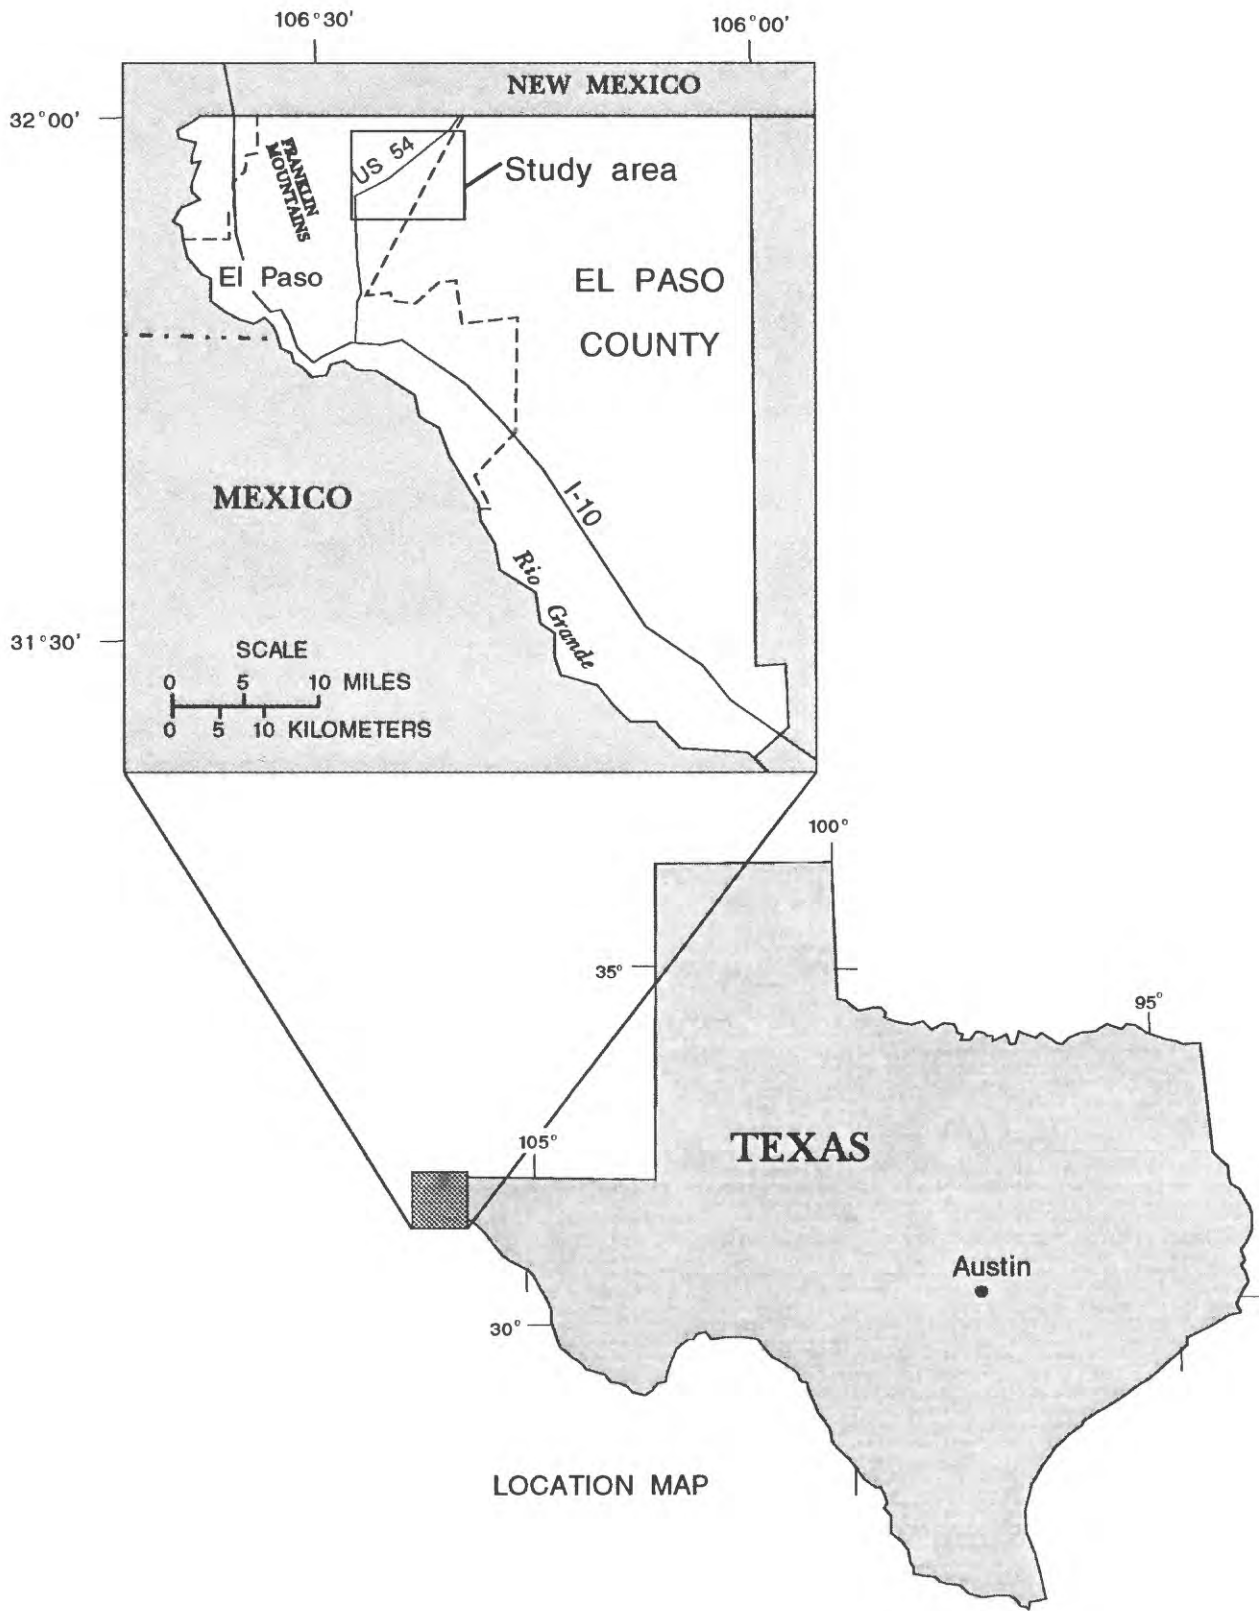 106°30'
106°00'
NEW MEXICO
32°00'
FRANKLIN
MOUNTAINS
US 54
Study area
El Paso
EL PASO
COUNTY
MEXICO
I-10
Rio Grande
31°30'
SCALE
0 5 10 MILES
0 5 10 KILOMETERS
100°
35°
95°
105°
TEXAS
Austin
30°
LOCATION MAP